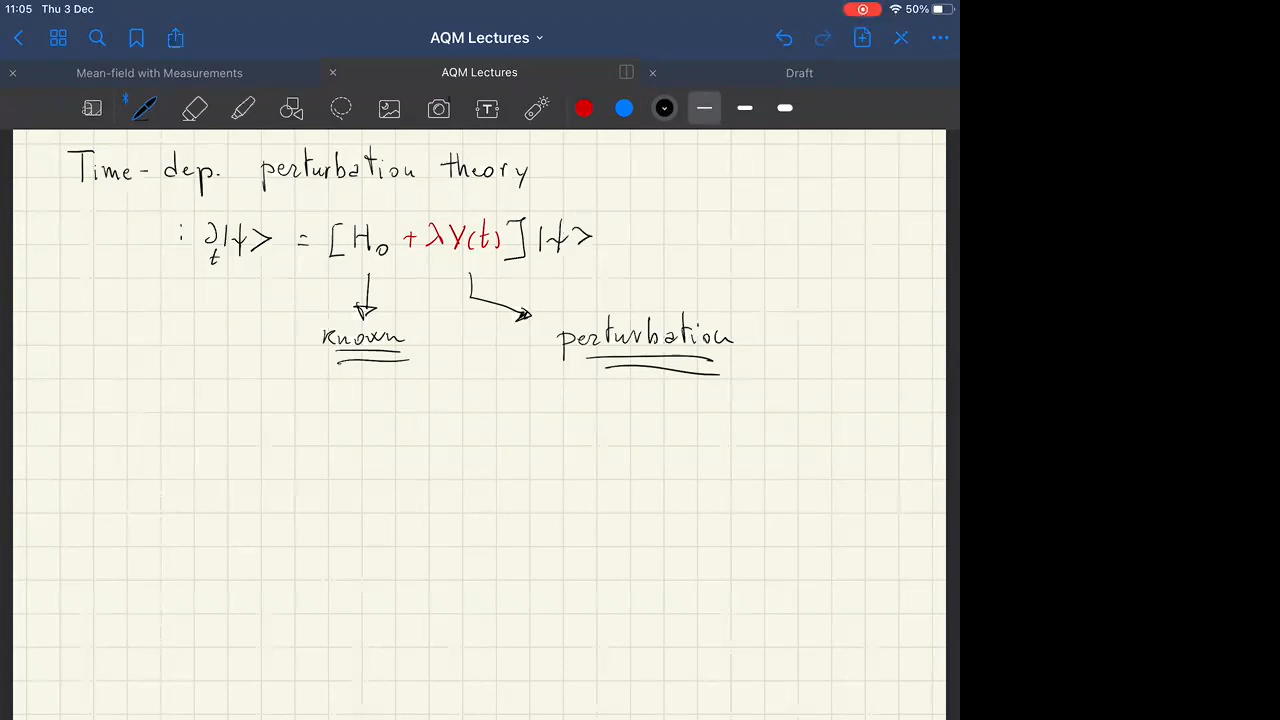 11:05 Thu 3 Dec 50%
AQM Lectures
Mean-field with Measurements AQM Lectures Draft
Time-dep. perturbation theory
i ∂t|ψ> = [H0 + λV(t)] |ψ>
known perturbation